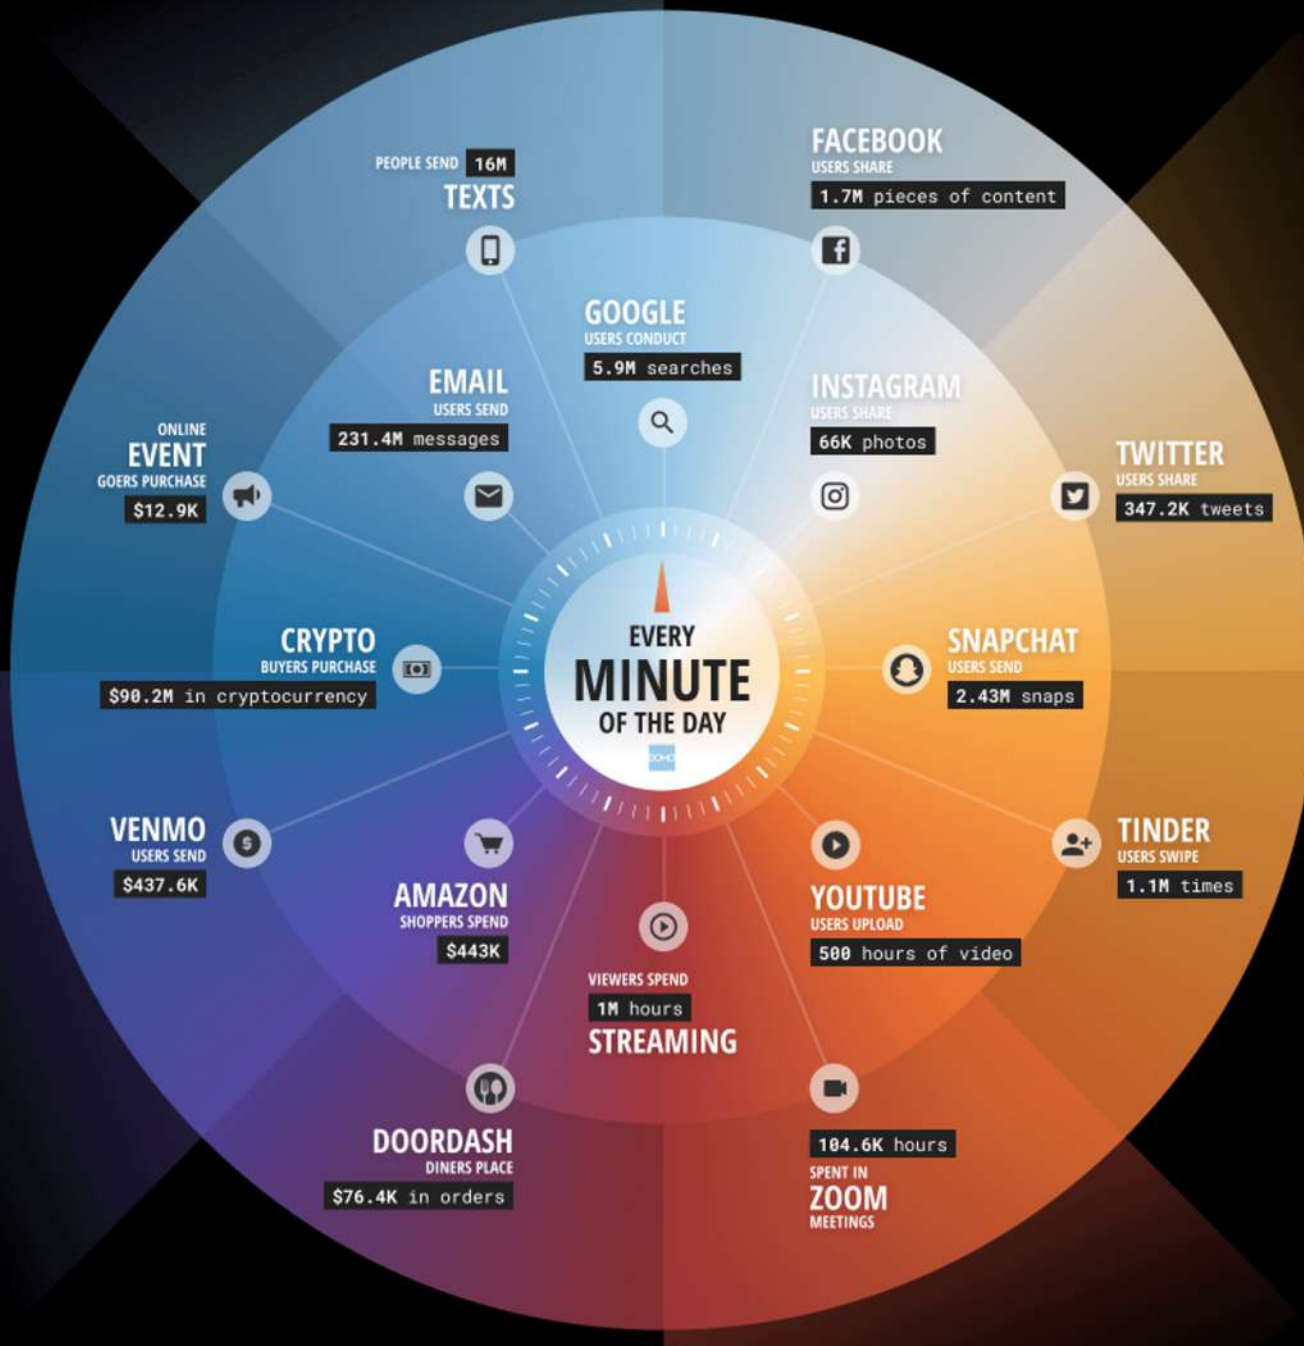 PEOPLE SEND 16M
TEXTS
FACEBOOK
USERS SHARE
1.7M pieces of content
GOOGLE
USERS CONDUCT
5.9M searches
EMAIL
USERS SEND
231.4M messages
INSTAGRAM
USERS SHARE
66K photos
ONLINE
EVENT
GOERS PURCHASE
$12.9K
TWITTER
USERS SHARE
347.2K tweets
CRYPTO
BUYERS PURCHASE
$90.2M in cryptocurrency
EVERY
MINUTE
OF THE DAY
DOMO
SNAPCHAT
USERS SEND
2.43M snaps
VENMO
USERS SEND
$437.6K
AMAZON
SHOPPERS SPEND
$443K
VIEWERS SPEND
1M hours
STREAMING
YOUTUBE
USERS UPLOAD
500 hours of video
TINDER
USERS SWIPE
1.1M times
DOORDASH
DINERS PLACE
$76.4K in orders
104.6K hours
SPENT IN
ZOOM
MEETINGS